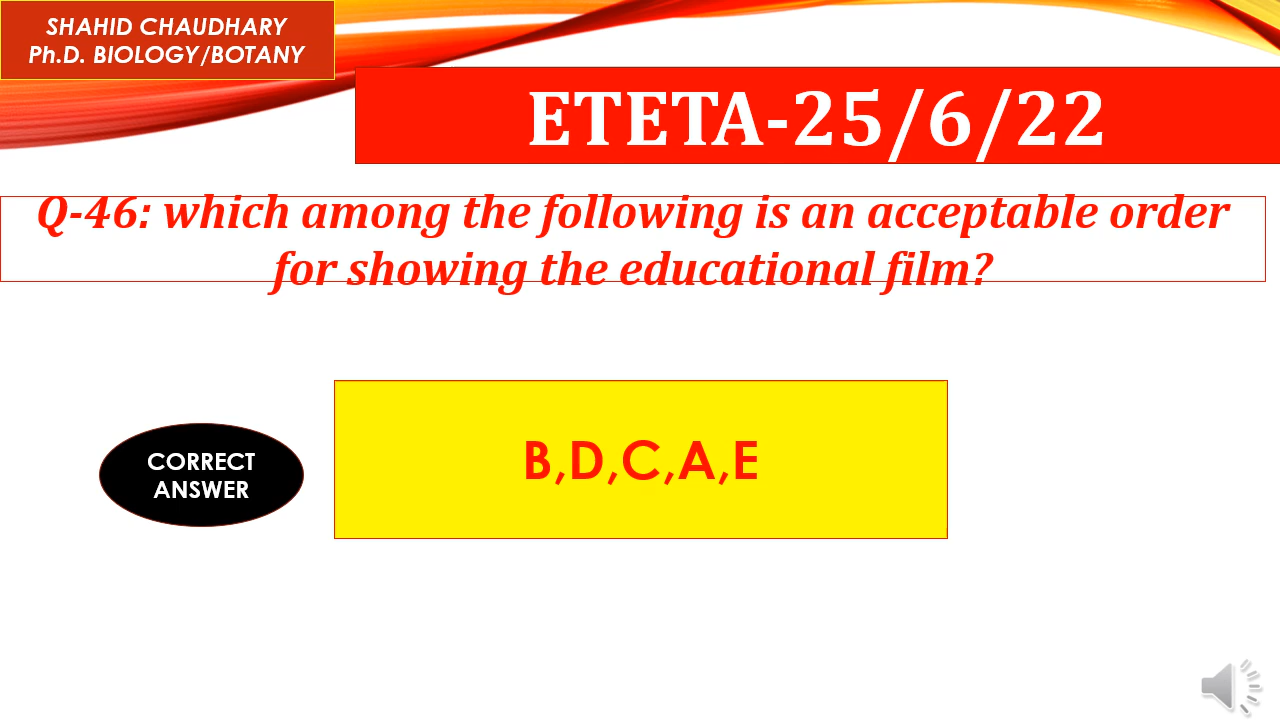 SHAHID CHAUDHARY
Ph.D. BIOLOGY/BOTANY
ETETA-25/6/22
Q-46: which among the following is an acceptable order
for showing the educational film?
CORRECT
ANSWER
B,D,C,A,E